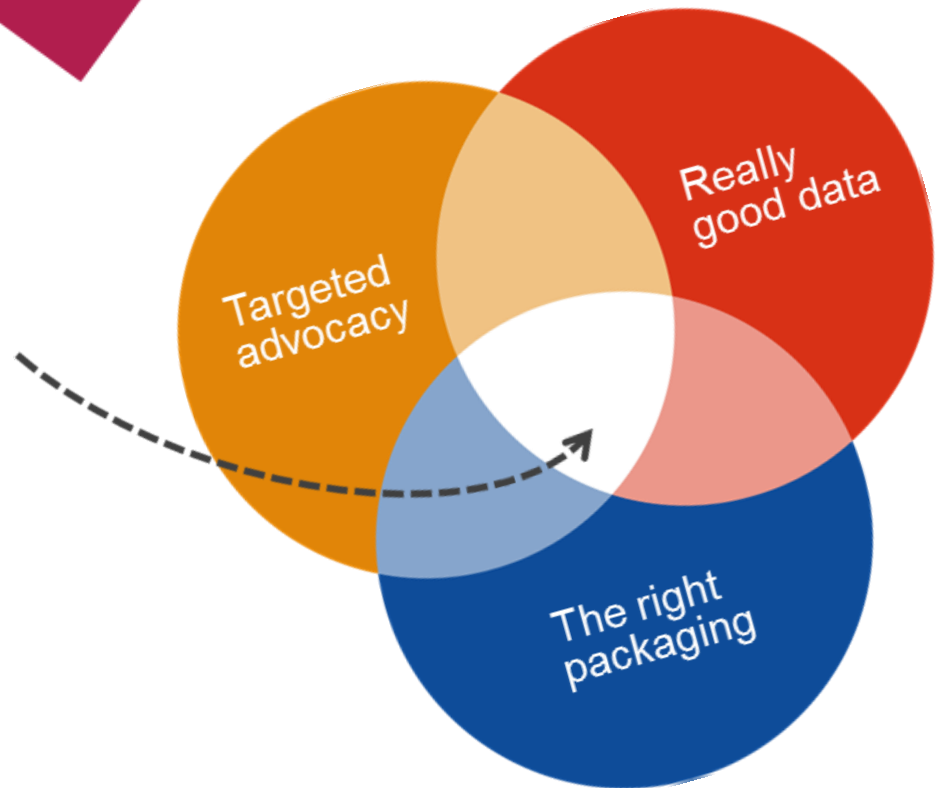 Really
good data
Targeted
advocacy
The right
packaging